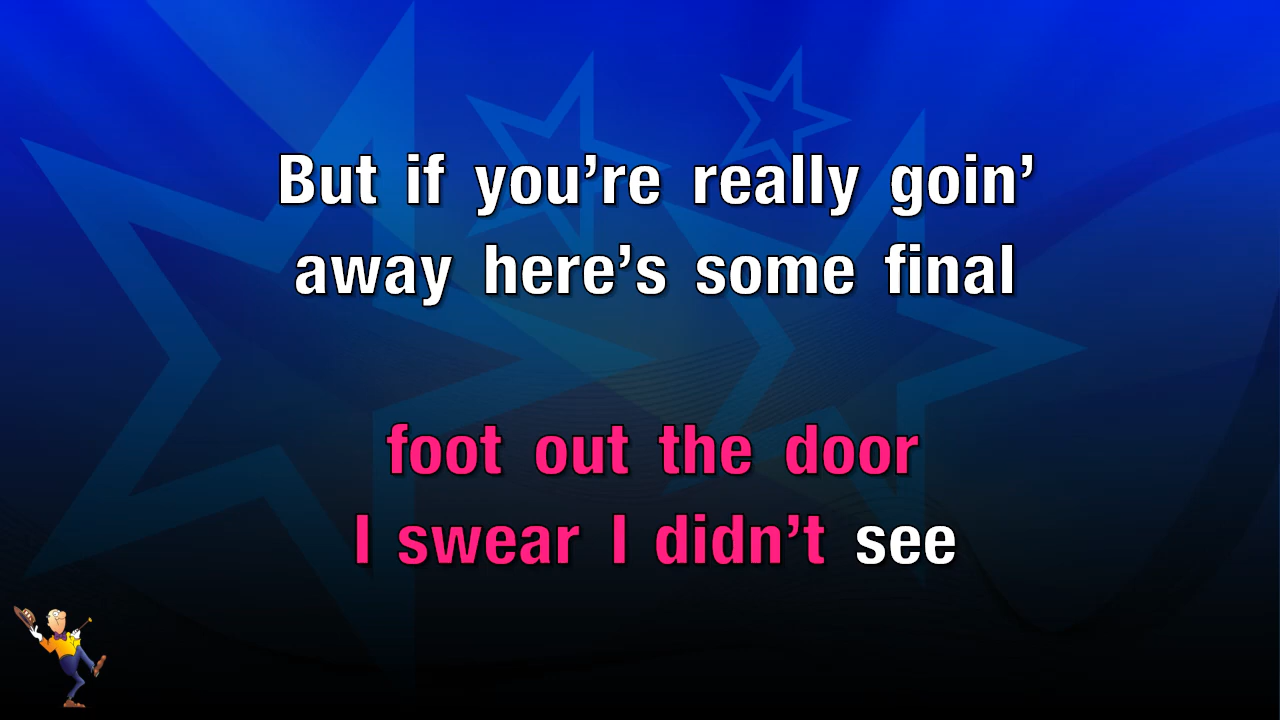 But if you’re really goin’
away here’s some final
foot out the door
I swear I didn’t see